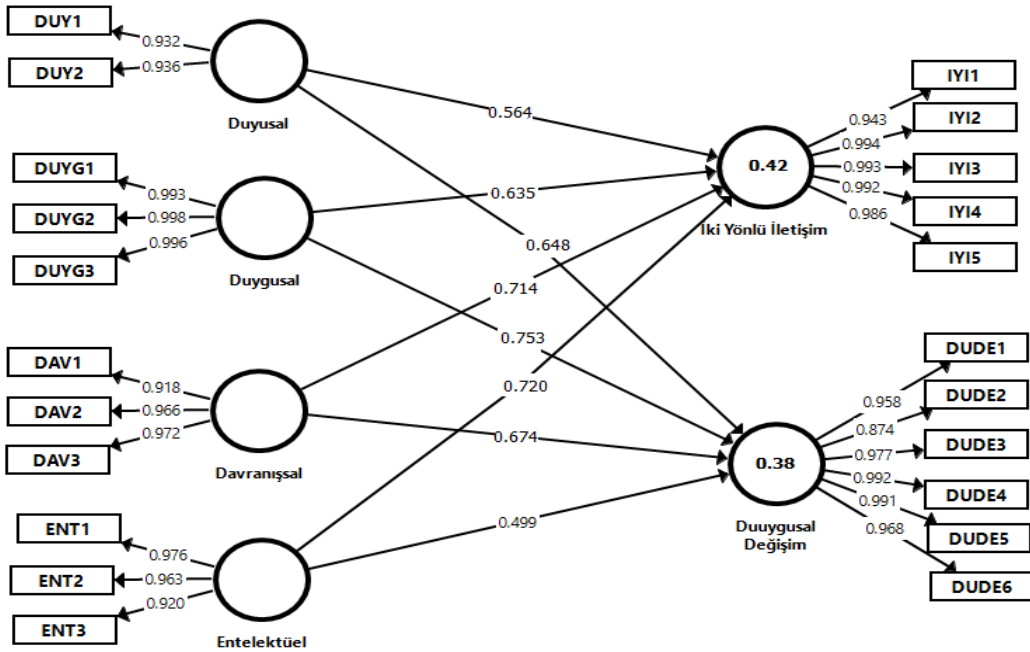 DUY1
0.932
DUY2
0.936
Duyusal
DUYG1
0.993
DUYG2
0.998
DUYG3
0.996
Duygusal
DAV1
0.918
DAV2
0.966
DAV3
0.972
Davranışsal
ENT1
0.976
ENT2
0.963
ENT3
0.920
Entelektüel
0.564
0.635
0.648
0.714
0.753
0.720
0.674
0.499
0.42
İki Yönlü İletişim
IYI1
0.943
IYI2
0.994
IYI3
0.993
IYI4
0.992
IYI5
0.986
0.38
Duuygusal
Değişim
DUDE1
0.958
DUDE2
0.874
DUDE3
0.977
DUDE4
0.992
DUDE5
0.991
DUDE6
0.968